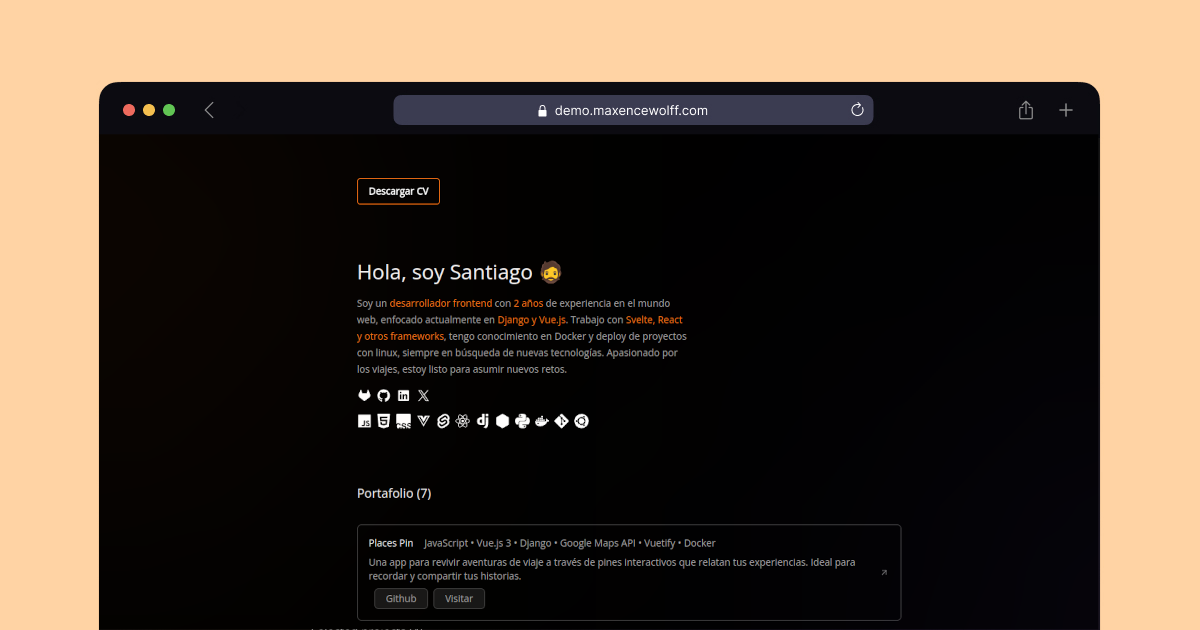 demo.maxencewolff.com
Descargar CV
Hola, soy Santiago
Soy un desarrollador frontend con 2 años de experiencia en el mundo
web, enfocado actualmente en Django y Vue.js. Trabajo con Svelte, React
y otros frameworks, tengo conocimiento en Docker y deploy de proyectos
con linux, siempre en búsqueda de nuevas tecnologías. Apasionado por
los viajes, estoy listo para asumir nuevos retos.
Portafolio (7)
Places Pin JavaScript • Vue.js 3 • Django • Google Maps API • Vuetify • Docker
Una app para revivir aventuras de viaje a través de pines interactivos que relatan tus experiencias. Ideal para
recordar y compartir tus historias.
Github Visitar